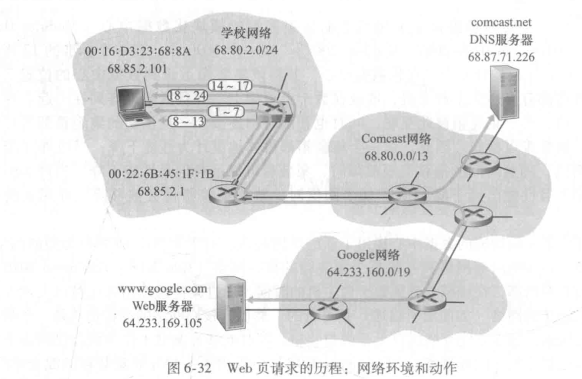 学校网络
68.80.2.0/24
comcast.net
DNS服务器
68.87.71.226
00:16:D3:23:68:8A
68.85.2.101
14~17
18~24
1~7
8~13
Comcast网络
68.80.0.0/13
00:22:6B:45:1F:1B
68.85.2.1
Google网络
64.233.160.0/19
www.google.com
Web服务器
64.233.169.105
图 6-32 Web 页请求的历程：网络环境和动作